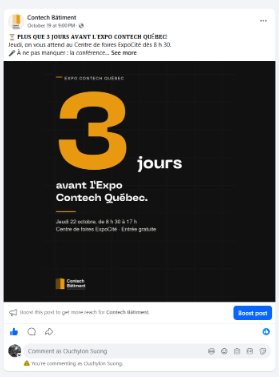 Contech Bâtiment
October 19 at 9:00 PM ·
⏳ PLUS QUE 3 JOURS AVANT L'EXPO CONTECH QUÉBEC!
Jeudi, on vous attend au Centre de foires ExpoCité dès 8 h 30.
🎤 À ne pas manquer : la conférence... See more
EXPO CONTECH QUÉBEC
3
jours
avant l'Expo
Contech Québec.
Jeudi 22 octobre, de 8 h 30 à 17 h
Centre de foires ExpoCité · Entrée gratuite
Contech
Bâtiment
Boost this post to get more reach for Contech Bâtiment.
Boost post
Comment as Ouchylon Suong
You're commenting as Ouchylon Suong.